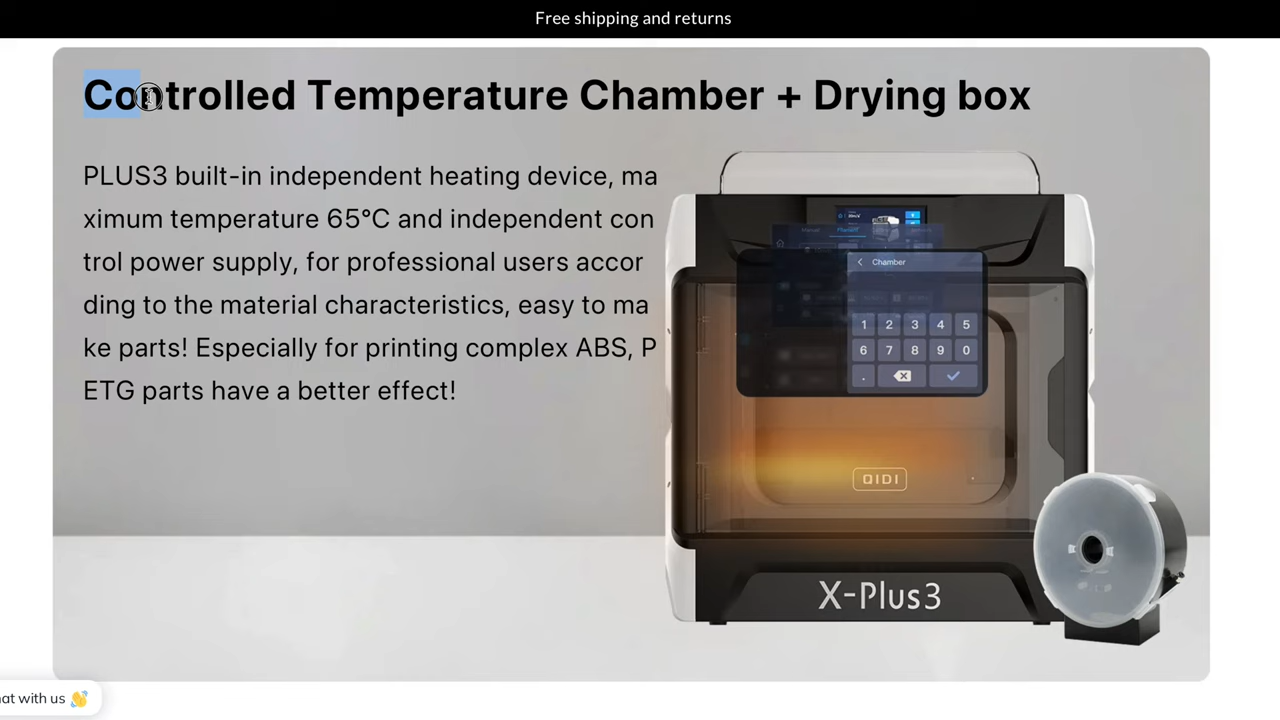 Free shipping and returns
Controlled Temperature Chamber + Drying box
PLUS3 built-in independent heating device, ma
ximum temperature 65°C and independent con
trol power supply, for professional users accor
ding to the material characteristics, easy to ma
ke parts! Especially for printing complex ABS, P
ETG parts have a better effect!
Manual
Filament
Chamber
1 2 3 4 5
6 7 8 9 0
.
QIDI
X-Plus3
hat with us 👋